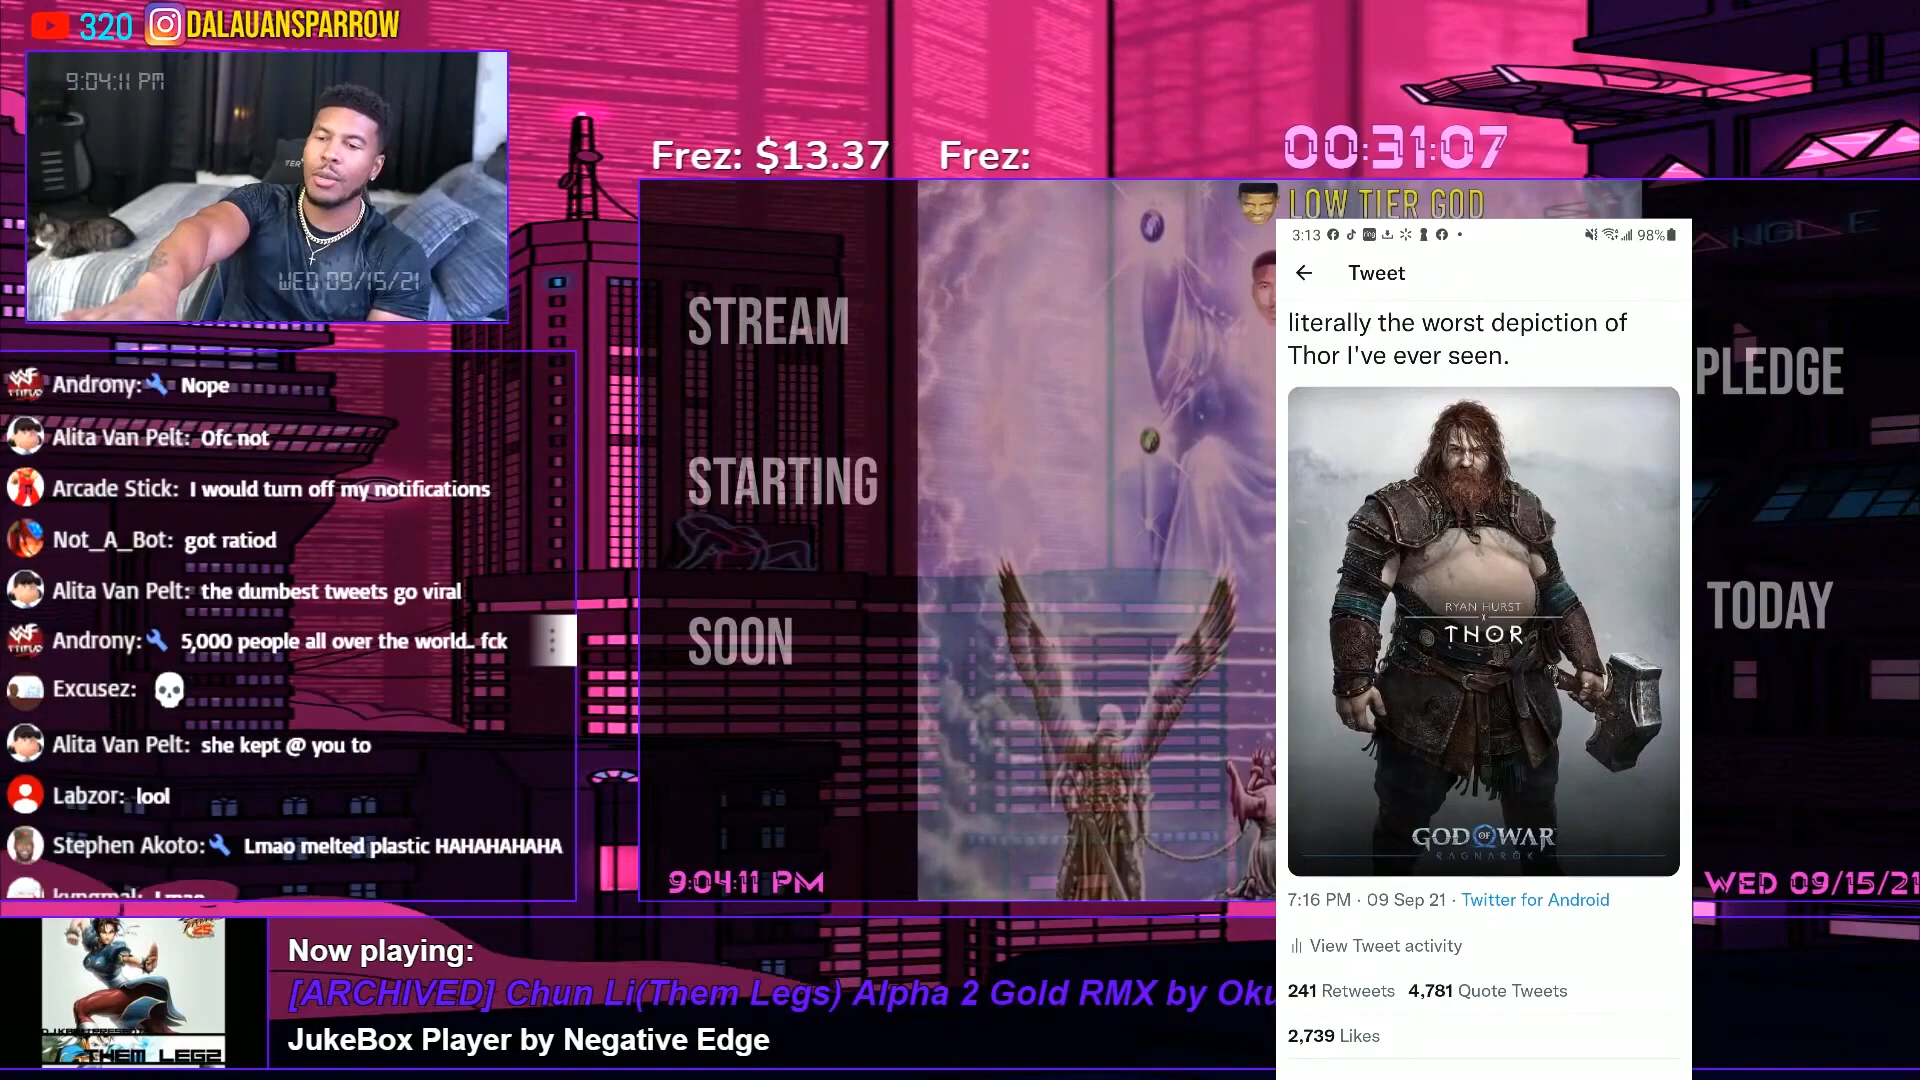 320 DALAUANSPARROW
9:04:11 PM
WED 09/15/21
Frez: $13.37 Frez:
00:31:07
LOW TIER GOD
STREAM
STARTING
SOON
9:04:11 PM
PLEDGE
TODAY
WED 09/15/21
Androny: Nope
Alita Van Pelt: Ofc not
Arcade Stick: I would turn off my notifications
Not_A_Bot: got ratiod
Alita Van Pelt: the dumbest tweets go viral
Androny: 5,000 people all over the world.. fck
Excusez:
Alita Van Pelt: she kept @ you to
Labzor: lool
Stephen Akoto: Lmao melted plastic HAHAHAHAHA
3:13
98%
Tweet
literally the worst depiction of
Thor I've ever seen.
RYAN HURST
X
THOR
GOD OF WAR
RAGNARÖK
7:16 PM · 09 Sep 21 · Twitter for Android
View Tweet activity
241 Retweets 4,781 Quote Tweets
2,739 Likes
THEM LEGZ
Now playing:
[ARCHIVED] Chun Li(Them Legs) Alpha 2 Gold RMX by Oku
JukeBox Player by Negative Edge